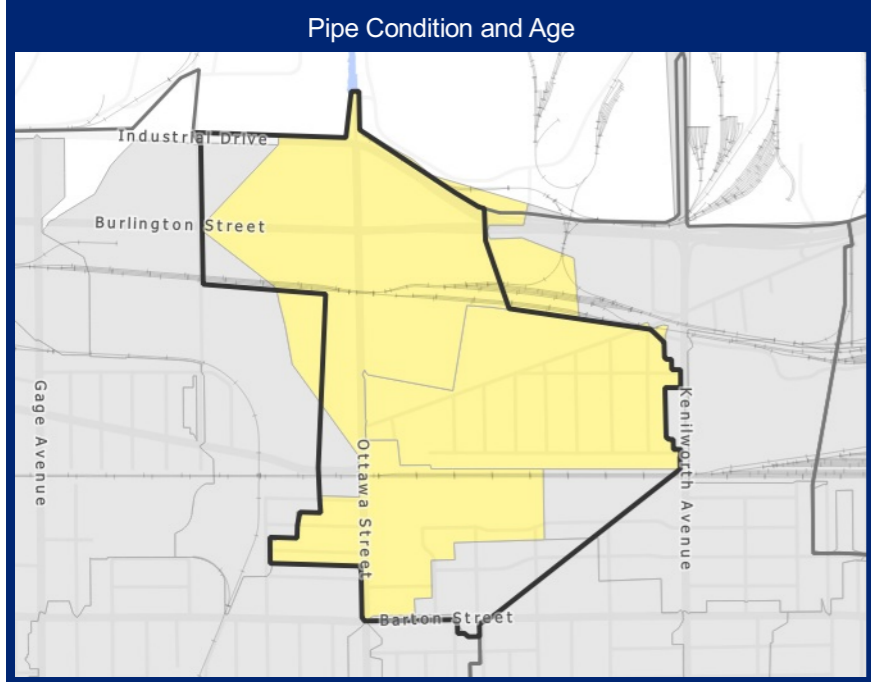 Pipe Condition and Age
Industrial Drive
Burlington Street
Gage Avenue
Ottawa Street
Kenilworth Avenue
Barton Street